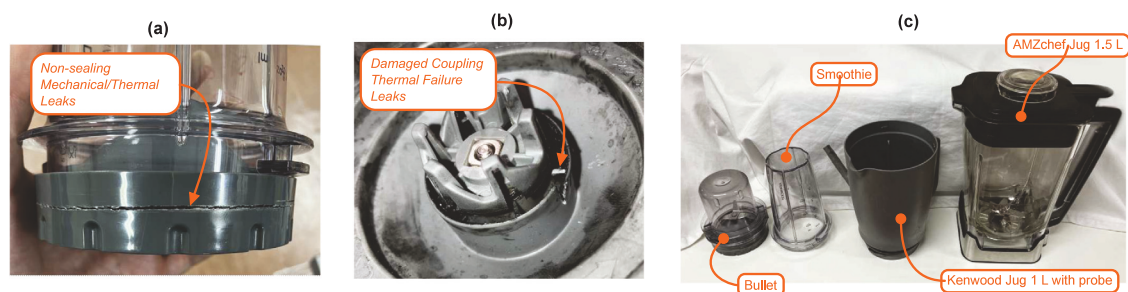 (a)
Non-sealing
Mechanical/Thermal
Leaks
(b)
Damaged Coupling
Thermal Failure
Leaks
(c)
AMZchef Jug 1.5 L
Smoothie
Bullet
Kenwood Jug 1 L with probe